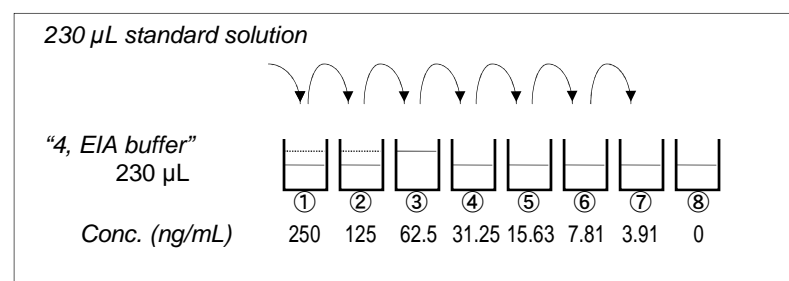 230 µL standard solution
“4, EIA buffer”
230 µL
① ② ③ ④ ⑤ ⑥ ⑦ ⑧
Conc. (ng/mL) 250 125 62.5 31.25 15.63 7.81 3.91 0